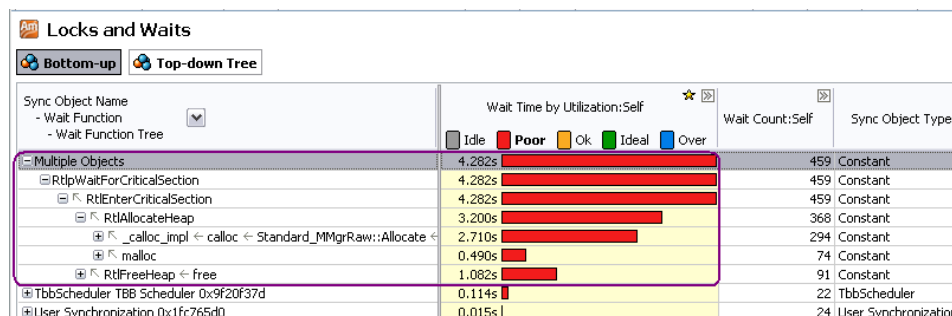 Am Locks and Waits
Bottom-up Top-down Tree
Sync Object Name
- Wait Function
- Wait Function Tree
Wait Time by Utilization:Self
Idle Poor Ok Ideal Over
Wait Count:Self
Sync Object Type
Multiple Objects 4.282s 459 Constant
RtlpWaitForCriticalSection 4.282s 459 Constant
RtlEnterCriticalSection 4.282s 459 Constant
RtlAllocateHeap 3.200s 368 Constant
_calloc_impl ← calloc ← Standard_MMgrRaw::Allocate ← 2.710s 294 Constant
malloc 0.490s 74 Constant
RtlFreeHeap ← free 1.082s 91 Constant
TbbScheduler TBB Scheduler 0x9f20f37d 0.114s 22 TbbScheduler
User Synchronization 0x1fc765d0 0.015s 24 User Synchronizatio